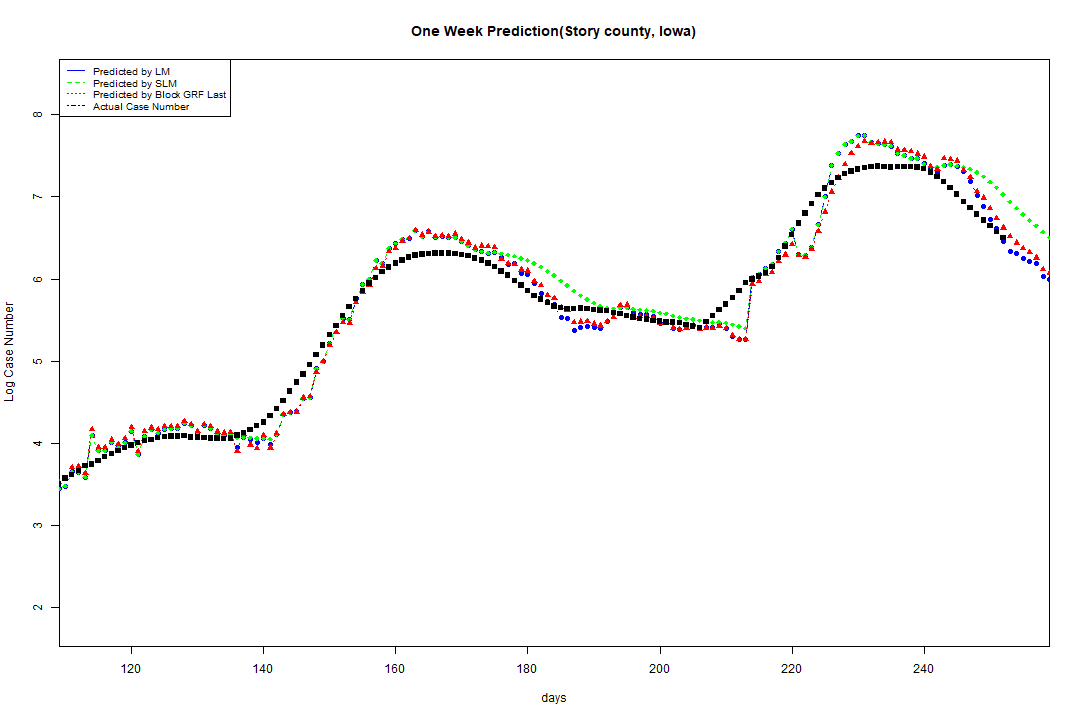 One Week Prediction(Story county, Iowa)
Predicted by LM
Predicted by SLM
Predicted by Block GRF Last
Actual Case Number
8
7
6
5
4
3
2
Log Case Number
120 140 160 180 200 220 240
days